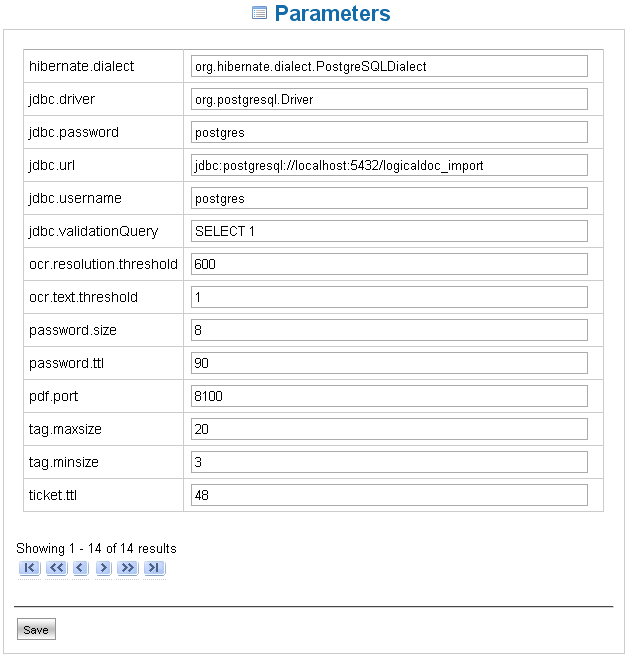 Parameters
hibernate.dialect org.hibernate.dialect.PostgreSQLDialect
jdbc.driver org.postgresql.Driver
jdbc.password postgres
jdbc.url jdbc:postgresql://localhost:5432/logicaldoc_import
jdbc.username postgres
jdbc.validationQuery SELECT 1
ocr.resolution.threshold 600
ocr.text.threshold 1
password.size 8
password.ttl 90
pdf.port 8100
tag.maxsize 20
tag.minsize 3
ticket.ttl 48
Showing 1 - 14 of 14 results
Save